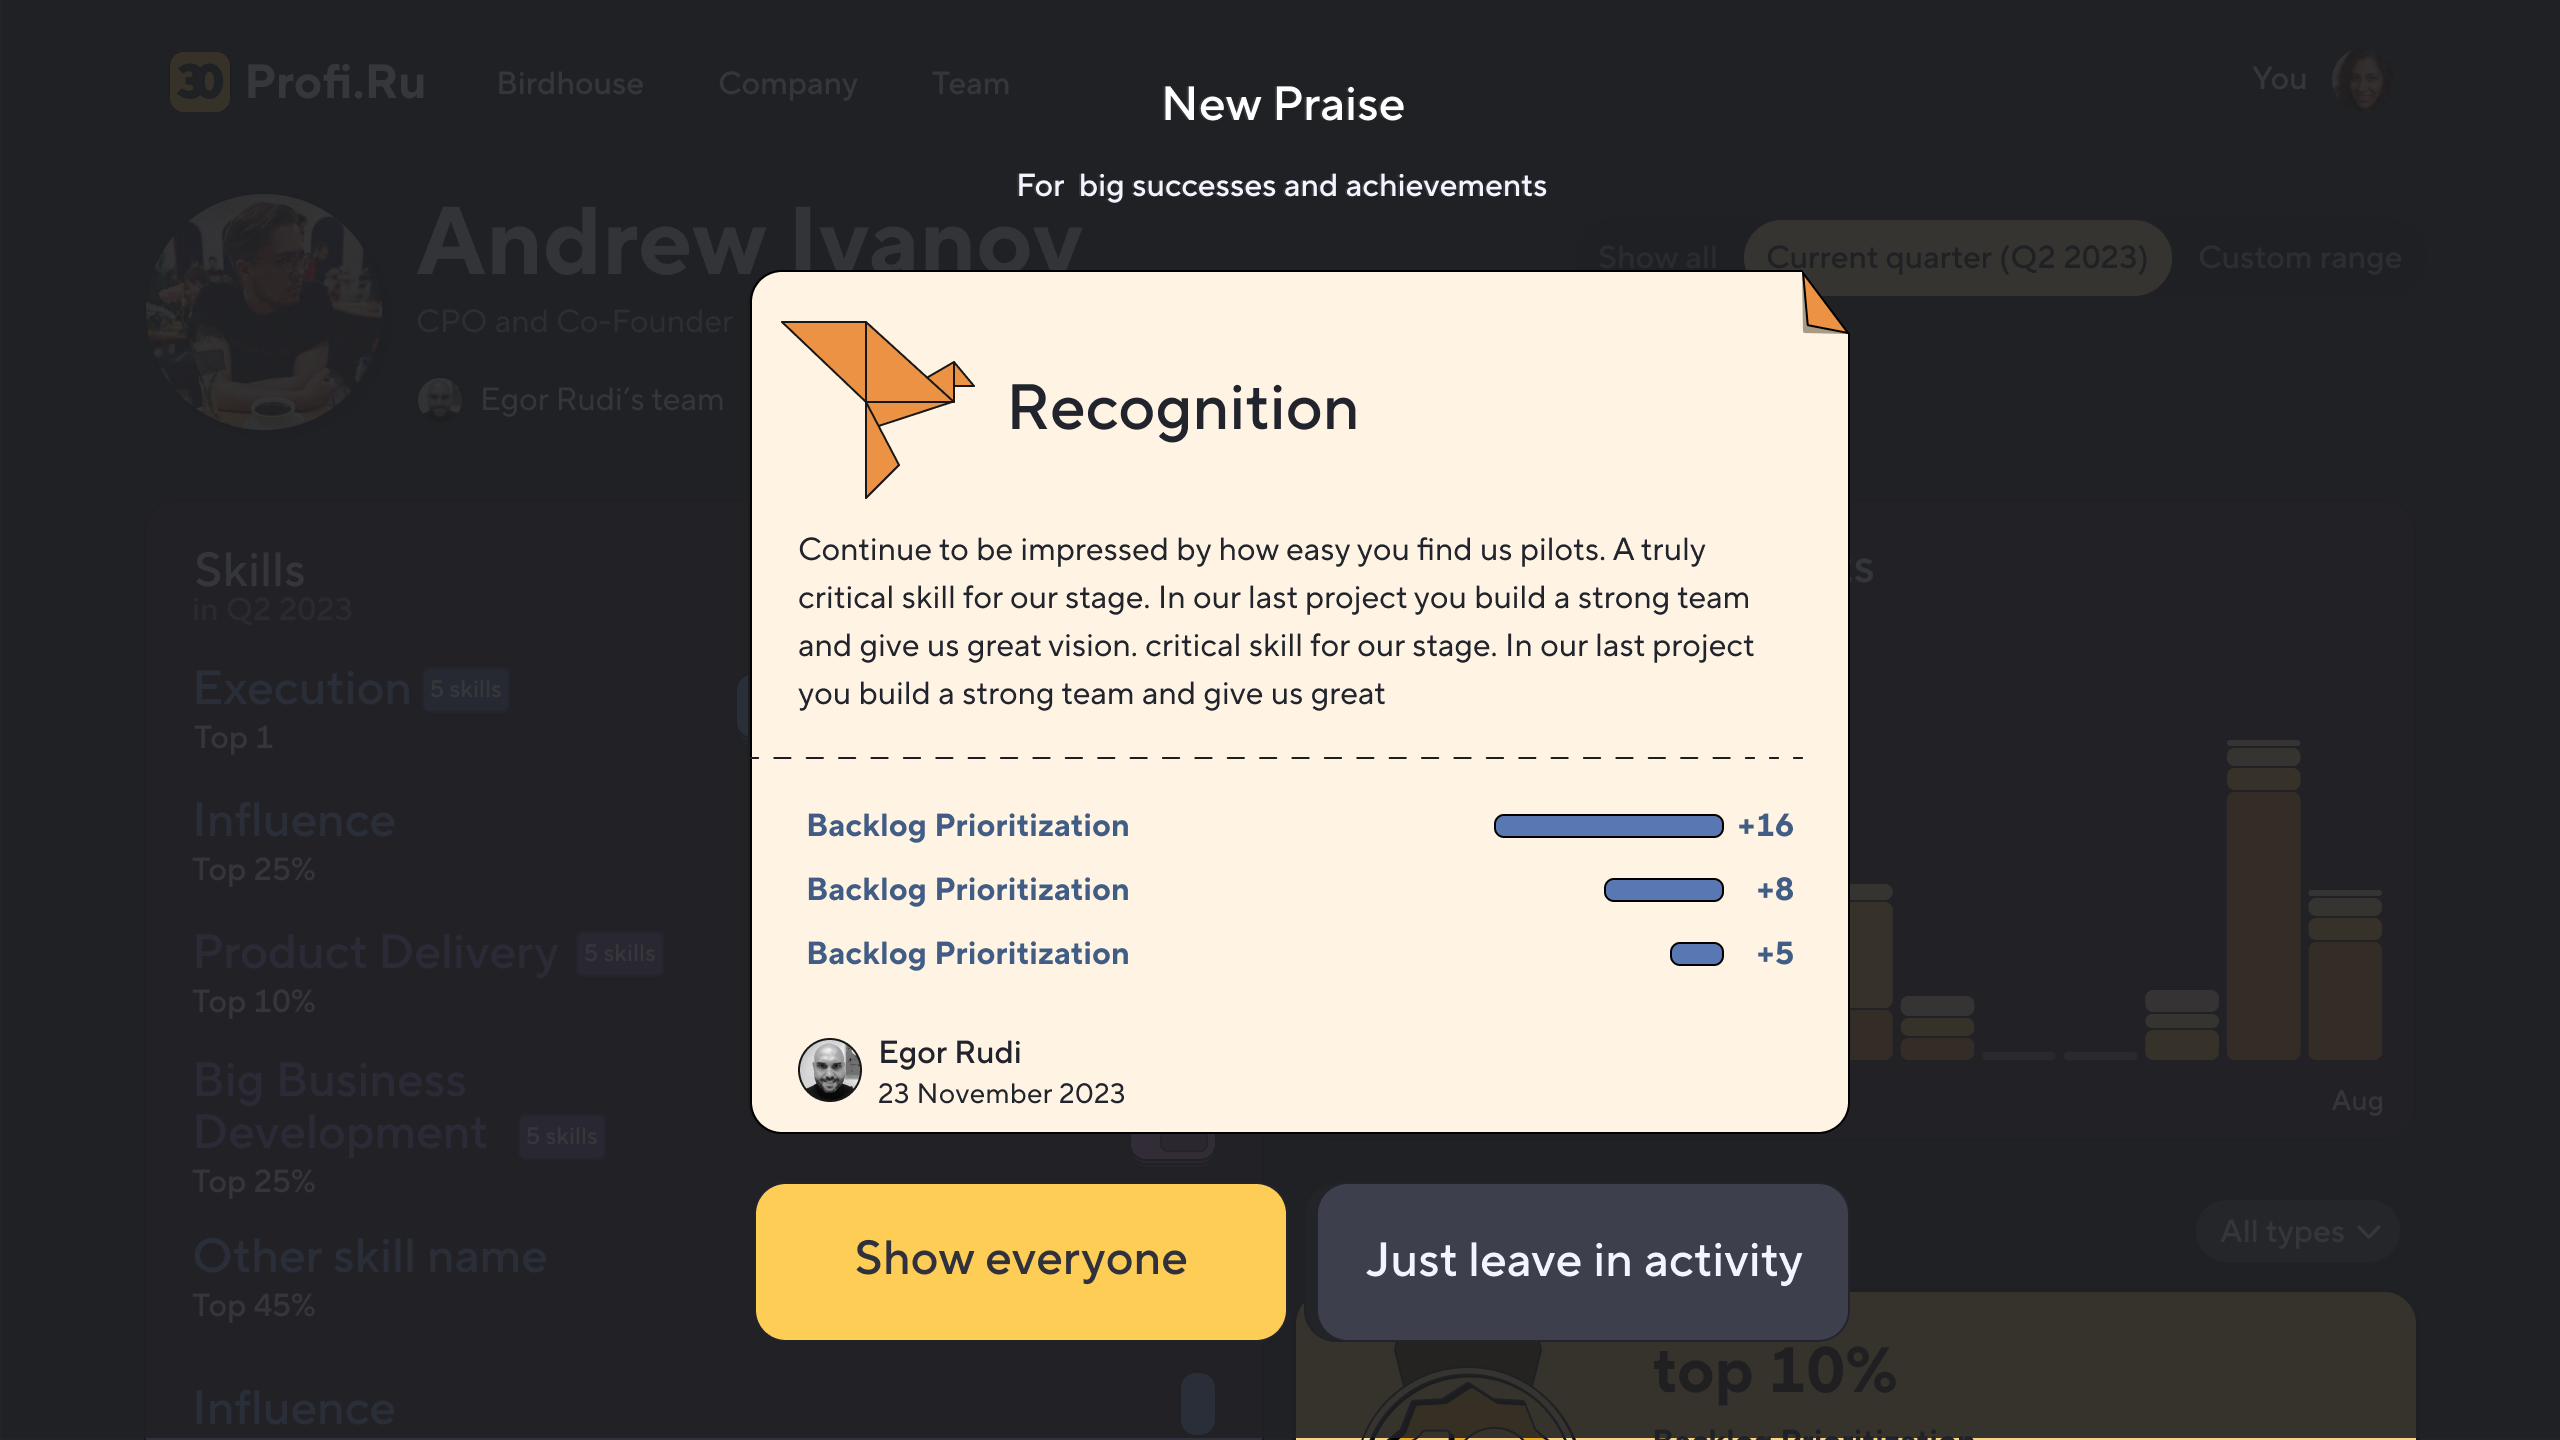 30 Profi.Ru Birdhouse Company Team You
New Praise
For big successes and achievements
Andrew Ivanov
Show all Current quarter (Q2 2023) Custom range
CPO and Co-Founder
Egor Rudi’s team
Recognition
Continue to be impressed by how easy you find us pilots. A truly
critical skill for our stage. In our last project you build a strong team
and give us great vision. critical skill for our stage. In our last project
you build a strong team and give us great
Backlog Prioritization +16
Backlog Prioritization +8
Backlog Prioritization +5
Egor Rudi
23 November 2023
Show everyone
Just leave in activity
Skills
in Q2 2023
Execution 5 skills
Top 1
Influence
Top 25%
Product Delivery 5 skills
Top 10%
Big Business
Development 5 skills
Top 25%
Other skill name
Top 45%
Influence
Aug
All types
top 10%
Backlog Prioritization